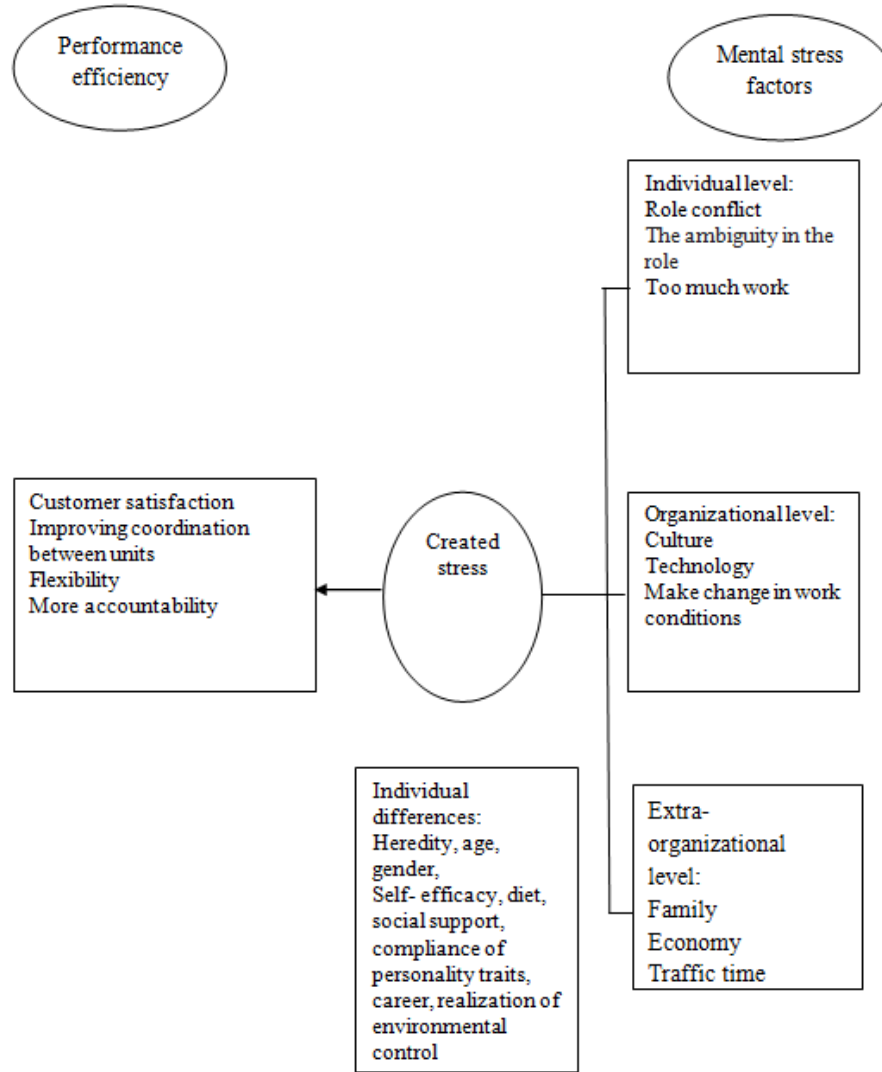 Performance
efficiency
Mental stress
factors
Individual level:
Role conflict
The ambiguity in the
role
Too much work
Customer satisfaction
Improving coordination
between units
Flexibility
More accountability
Created
stress
Organizational level:
Culture
Technology
Make change in work
conditions
Individual
differences:
Heredity, age,
gender,
Self- efficacy, diet,
social support,
compliance of
personality traits,
career, realization of
environmental
control
Extra-
organizational
level:
Family
Economy
Traffic time